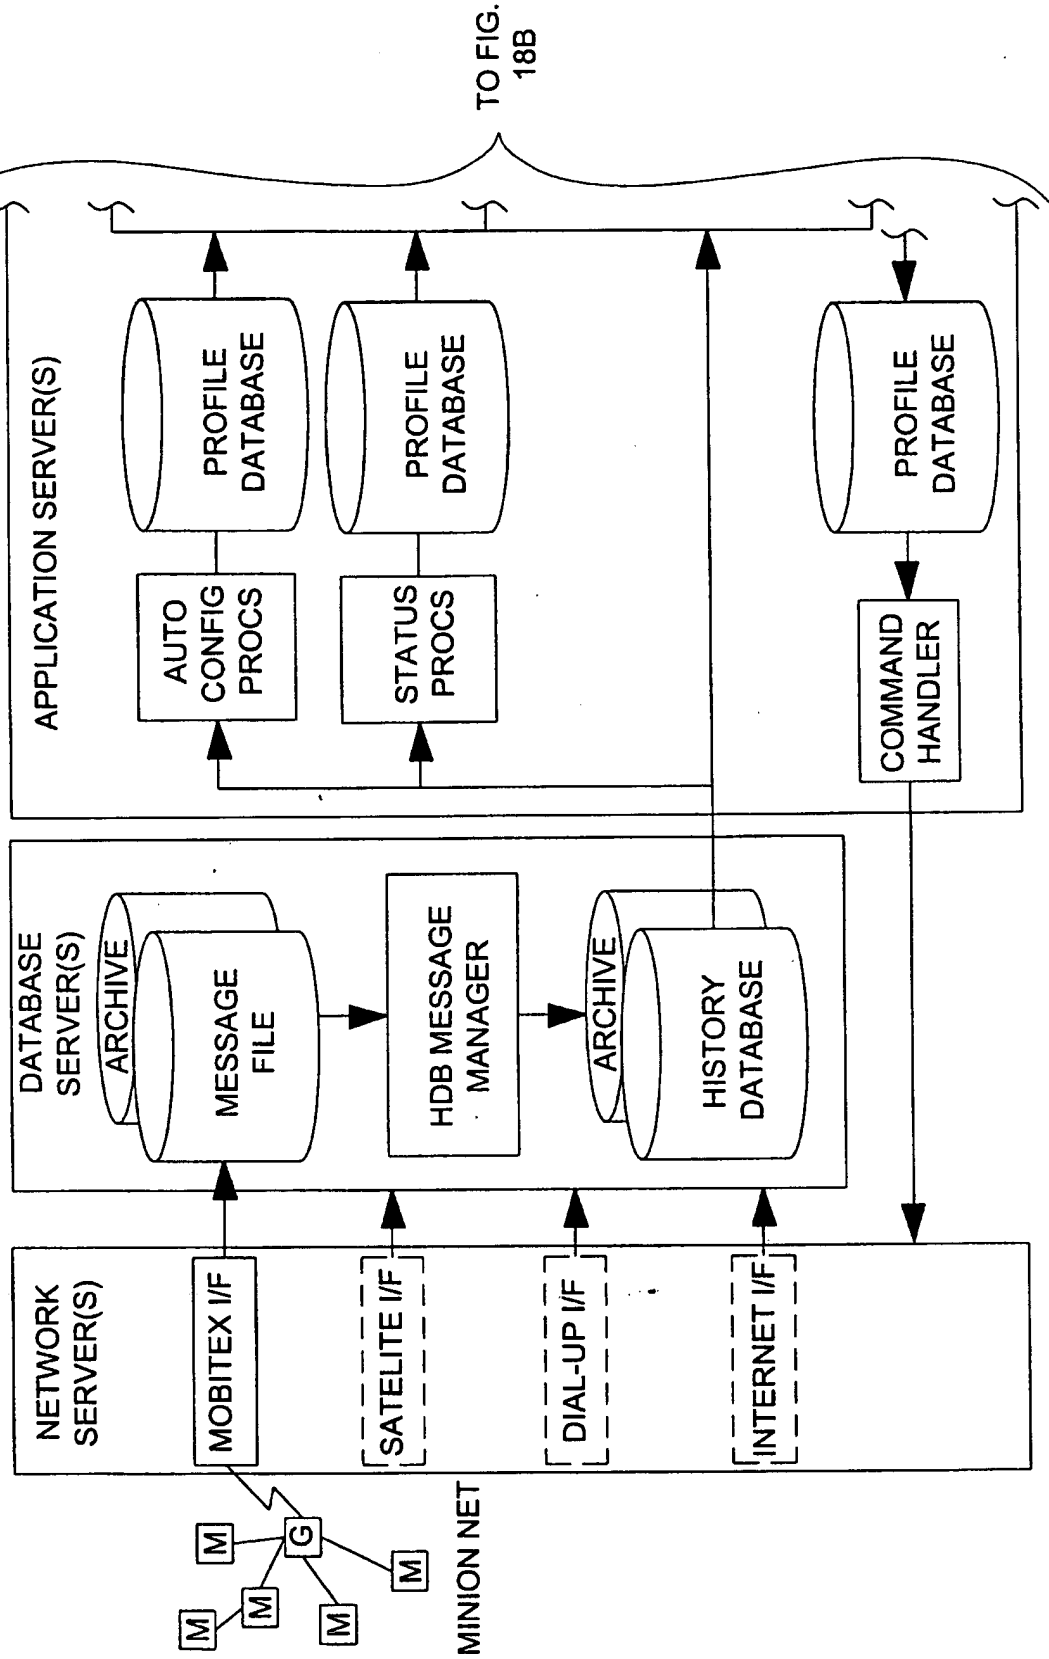 NETWORK
SERVER(S)
MOBITEX I/F
SATELITE I/F
DIAL-UP I/F
INTERNET I/F
M
M
M
M
M
G
MINION NET
DATABASE
SERVER(S)
ARCHIVE
MESSAGE
FILE
HDB MESSAGE
MANAGER
ARCHIVE
HISTORY
DATABASE
APPLICATION SERVER(S)
AUTO
CONFIG
PROCS
PROFILE
DATABASE
STATUS
PROCS
PROFILE
DATABASE
COMMAND
HANDLER
PROFILE
DATABASE
TO FIG.
18B